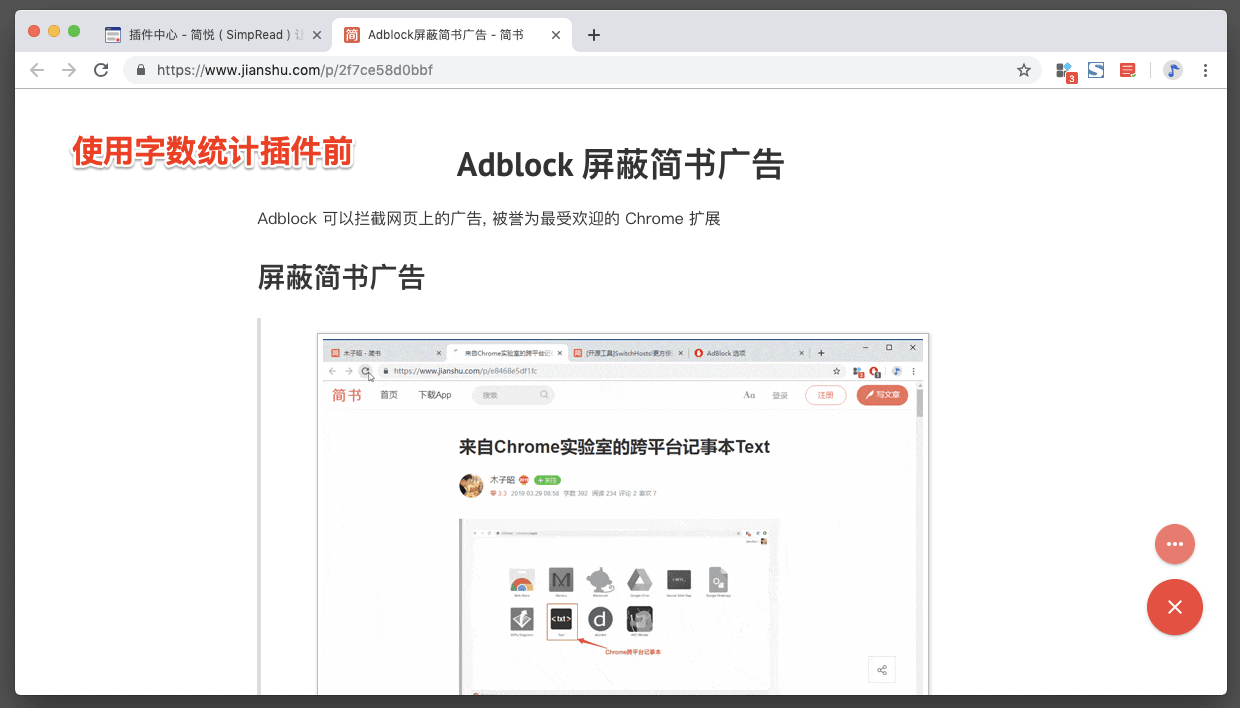 插件中心 - 简悦 ( SimpRead ) 让
简 Adblock屏蔽简书广告 - 简书
https://www.jianshu.com/p/2f7ce58d0bbf
3
使用字数统计插件前
Adblock 屏蔽简书广告
Adblock 可以拦截网页上的广告, 被誉为最受欢迎的 Chrome 扩展
屏蔽简书广告
木子昭 - 简书
来自Chrome实验室的跨平台记
[开源工具]SwitchHosts!更方便
AdBlock 选项
https://www.jianshu.com/p/e8468e5df1fc
简书 首页 下载App 搜索 Aa 登录 注册 写文章
来自Chrome实验室的跨平台记事本Text
木子昭 + 关注
3.3 2019.03.29 08:58 字数 392 阅读 234 评论 2 喜欢 7
<txt>
Text
Chrome跨平台记事本